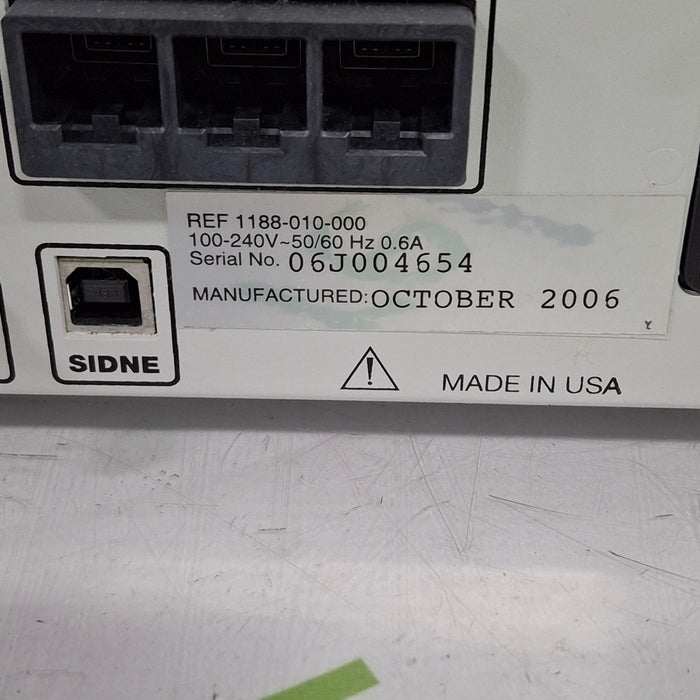 REF 1188-010-000
100-240V~50/60 Hz 0.6A
Serial No. 06J004654
MANUFACTURED: OCTOBER 2006
Y
SIDNE
MADE IN USA